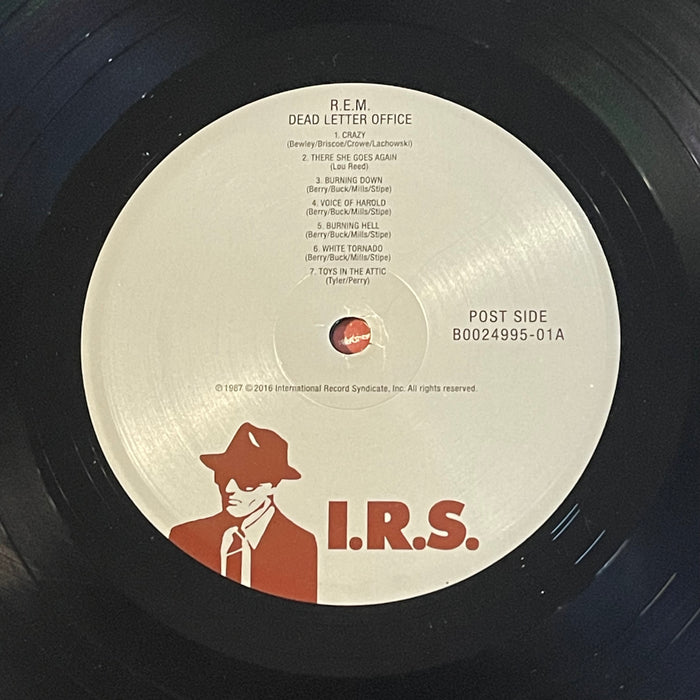 R.E.M.
DEAD LETTER OFFICE
1. CRAZY
(Bewley/Briscoe/Crowe/Lachowski)
2. THERE SHE GOES AGAIN
(Lou Reed)
3. BURNING DOWN
(Berry/Buck/Mills/Stipe)
4. VOICE OF HAROLD
(Berry/Buck/Mills/Stipe)
5. BURNING HELL
(Berry/Buck/Mills/Stipe)
6. WHITE TORNADO
(Berry/Buck/Mills/Stipe)
7. TOYS IN THE ATTIC
(Tyler/Perry)
POST SIDE
B0024995-01A
℗ 1987 © 2016 International Record Syndicate, Inc. All rights reserved.
I.R.S.